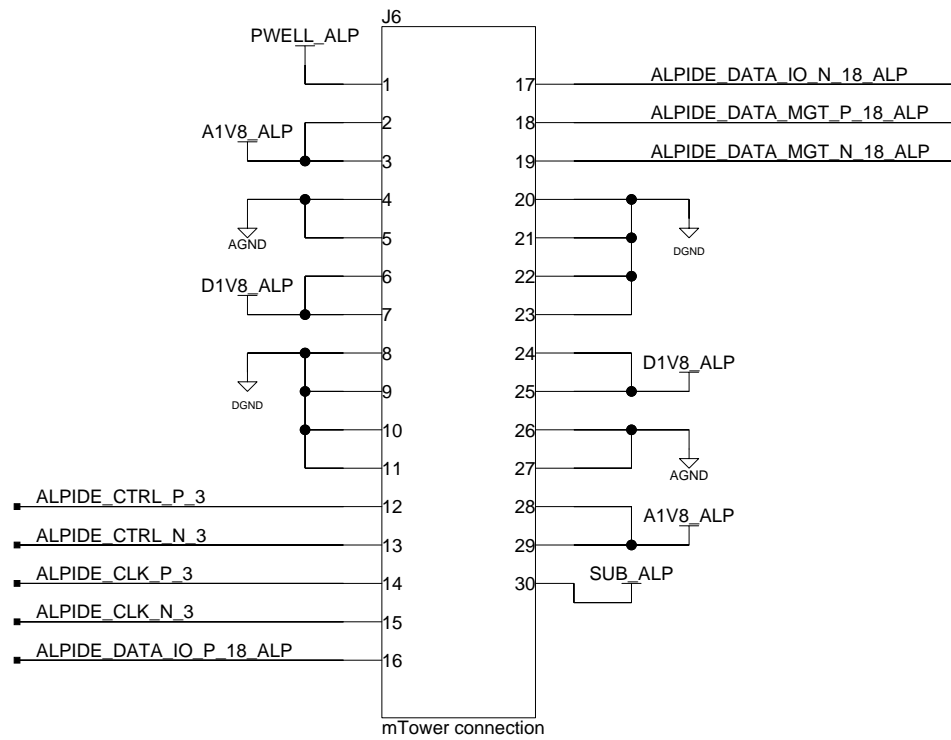 J6
PWELL_ALP
1
17
ALPIDE_DATA_IO_N_18_ALP
2
18
ALPIDE_DATA_MGT_P_18_ALP
A1V8_ALP
3
19
ALPIDE_DATA_MGT_N_18_ALP
4
20
AGND
5
21
DGND
6
22
D1V8_ALP
7
23
8
24
DGND
9
25
D1V8_ALP
10
26
11
27
AGND
ALPIDE_CTRL_P_3
12
28
A1V8_ALP
ALPIDE_CTRL_N_3
13
29
ALPIDE_CLK_P_3
14
30
SUB_ALP
ALPIDE_CLK_N_3
15
ALPIDE_DATA_IO_P_18_ALP
16
mTower connection